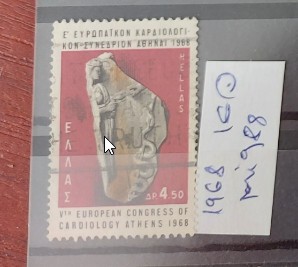 Ε' ΕΥΡΩΠΑΪΚΟΝ ΚΑΡΔΙΟΛΟΓΙ-
ΚΟΝ-ΣΥΝΕΔΡΙΟΝ ΑΘΗΝΑΙ 1968
HELLAS
ΕΛΛΑΣ
ΔΡ 4.50
VTH EUROPEAN CONGRESS OF
CARDIOLOGY ATHENS 1968
1968